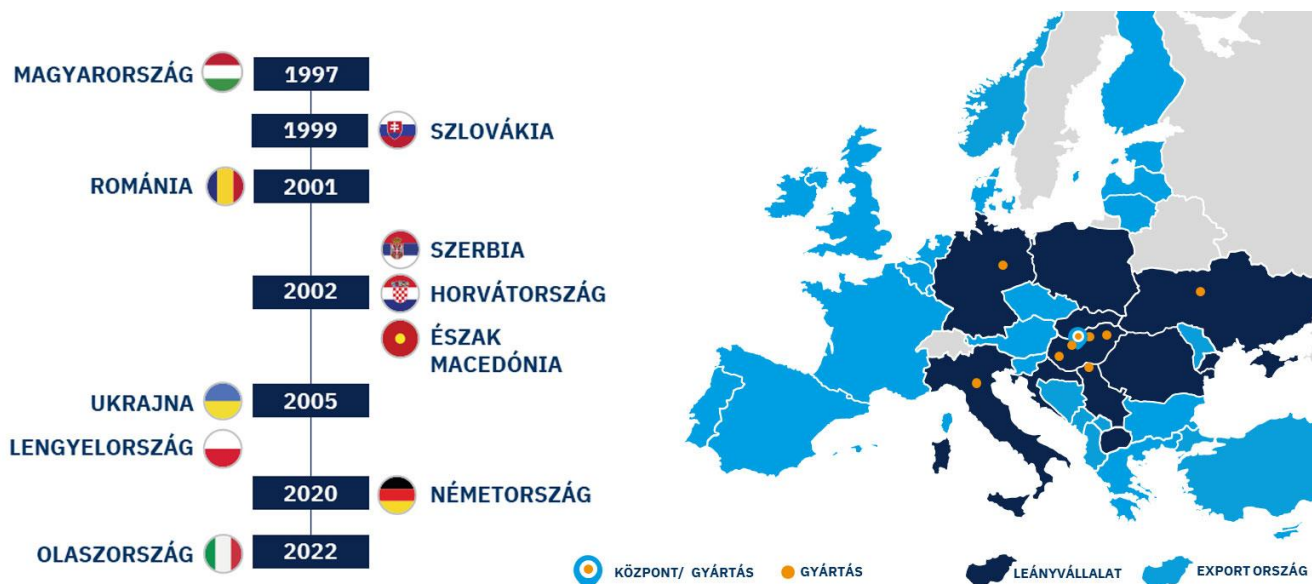 MAGYARORSZÁG
1997
1999
SZLOVÁKIA
ROMÁNIA
2001
SZERBIA
2002
HORVÁTORSZÁG
ÉSZAK
MACEDÓNIA
UKRAJNA
2005
LENGYELORSZÁG
2020
NÉMETORSZÁG
OLASZORSZÁG
2022
KÖZPONT/ GYÁRTÁS
GYÁRTÁS
LEÁNYVÁLLALAT
EXPORT ORSZÁG